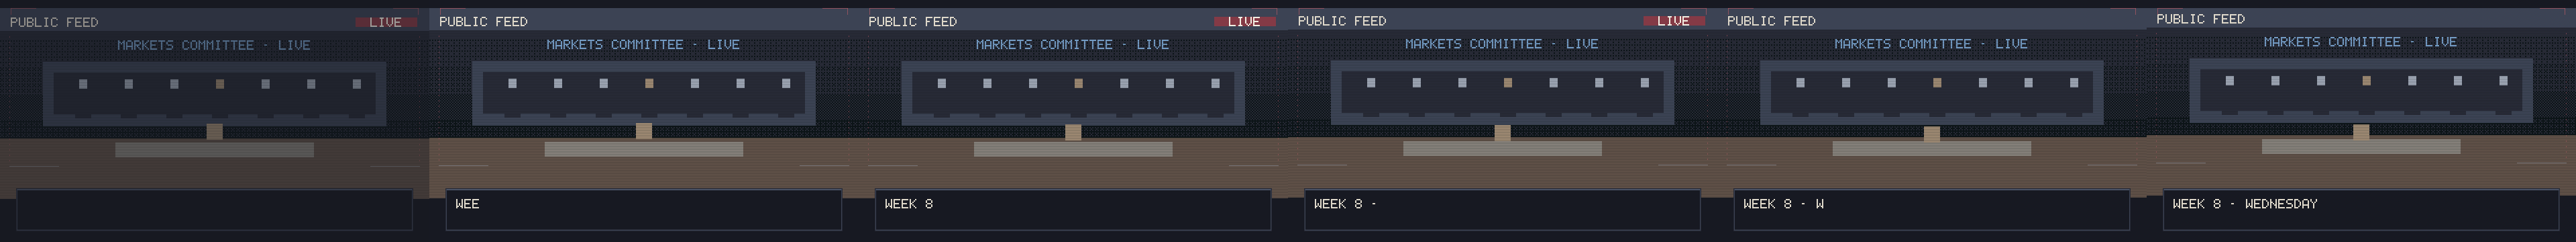 PUBLIC FEED LIVE
MARKETS COMMITTEE - LIVE
PUBLIC FEED
MARKETS COMMITTEE - LIVE
WEE
PUBLIC FEED LIVE
MARKETS COMMITTEE - LIVE
WEEK 8
PUBLIC FEED LIVE
MARKETS COMMITTEE - LIVE
WEEK 8 -
PUBLIC FEED
MARKETS COMMITTEE - LIVE
WEEK 8 - W
PUBLIC FEED
MARKETS COMMITTEE - LIVE
WEEK 8 - WEDNESDAY